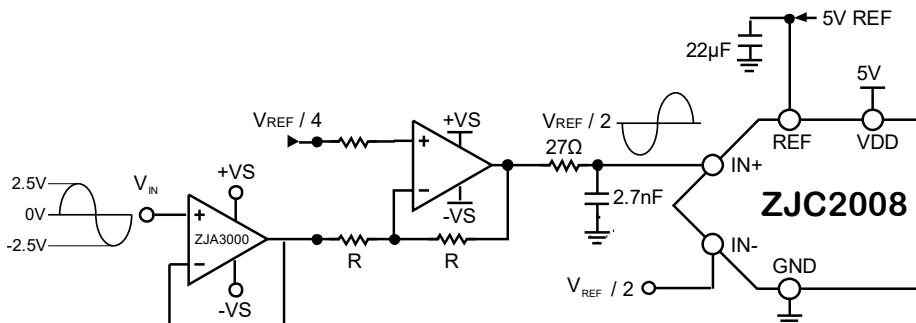 5V REF
22µF
5V
VREF / 4
+VS
VREF / 2
REF
VDD
27Ω
IN+
-VS
2.7nF
ZJC2008
2.5V
0V
-2.5V
VIN
+VS
ZJA3000
-VS
R
R
IN-
GND
VREF / 2